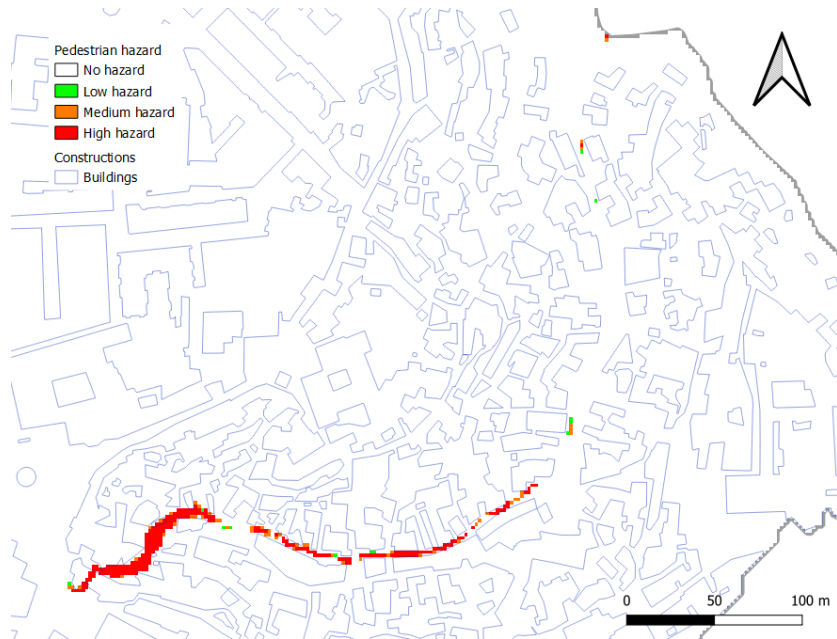 Pedestrian hazard
No hazard
Low hazard
Medium hazard
High hazard
Constructions
Buildings
0 50 100 m